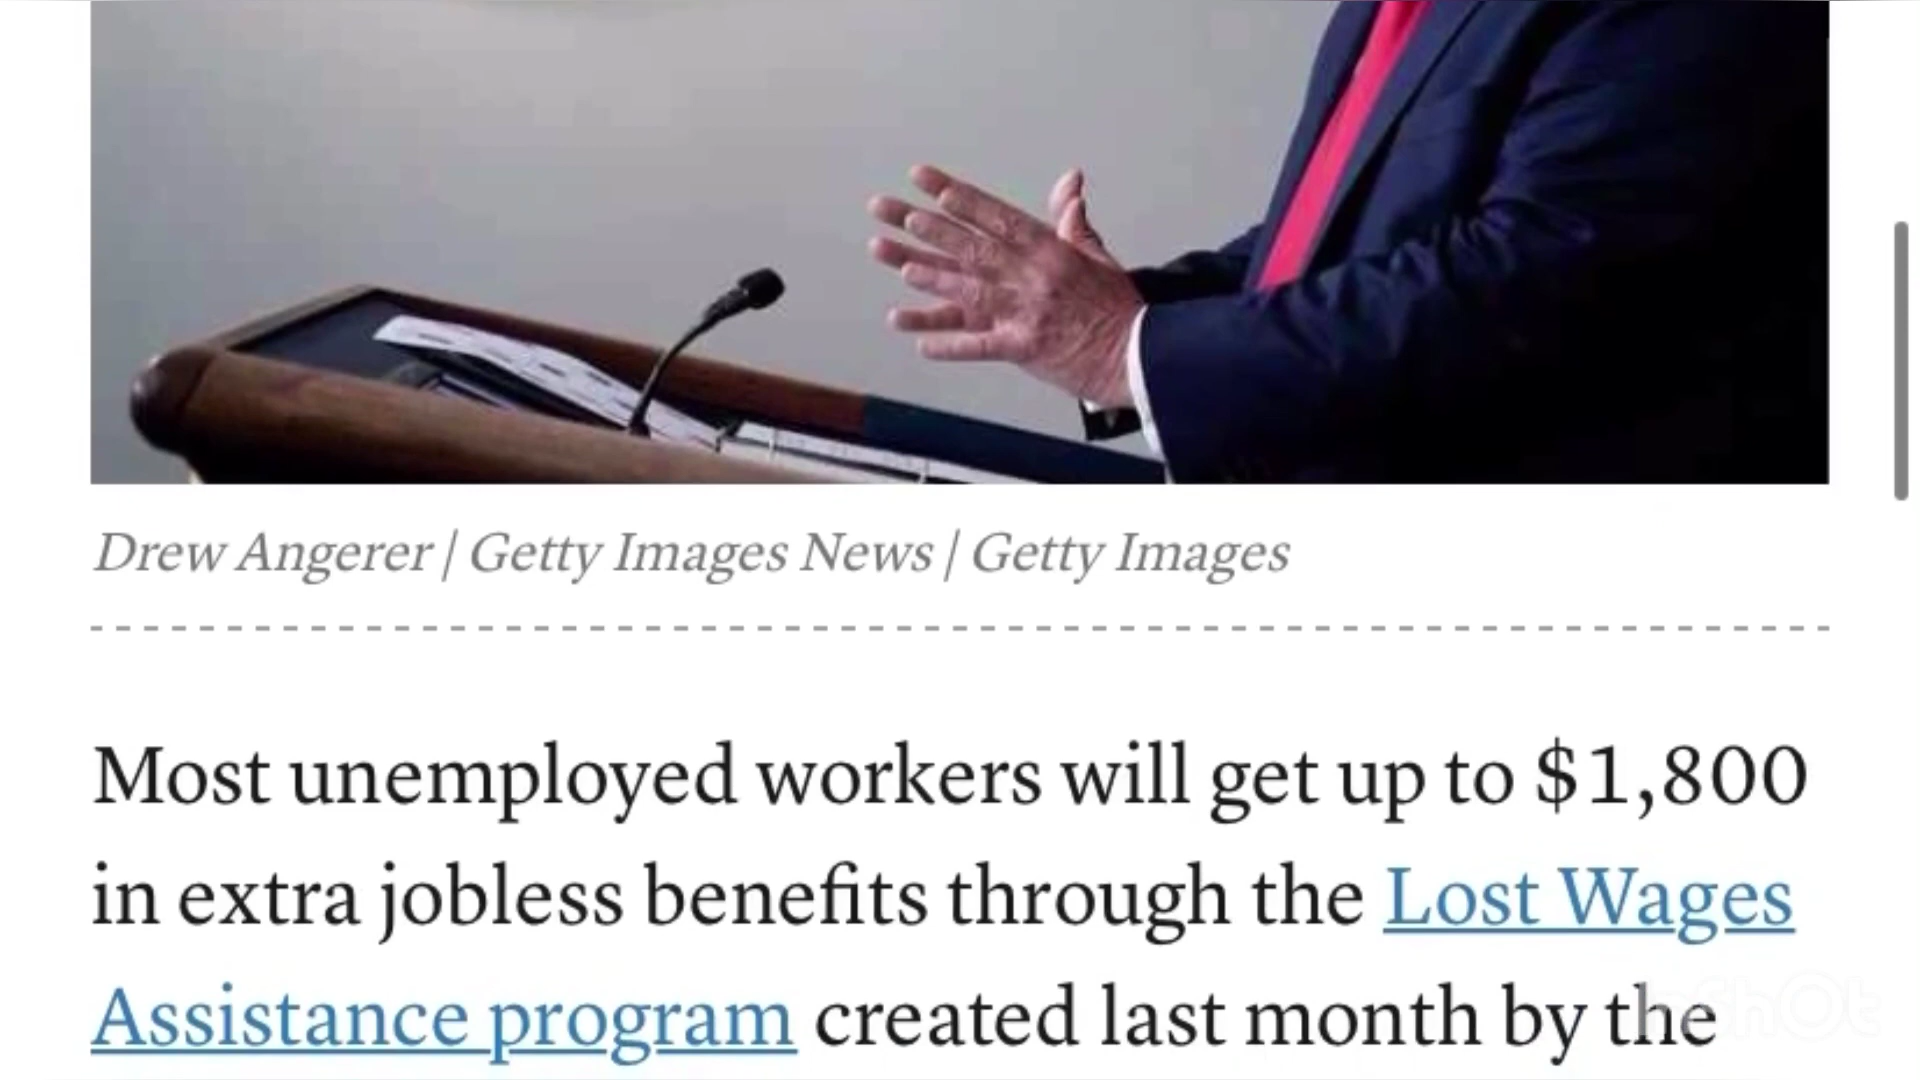 Drew Angerer | Getty Images News | Getty Images
Most unemployed workers will get up to $1,800
in extra jobless benefits through the Lost Wages
Assistance program created last month by the
InShOt